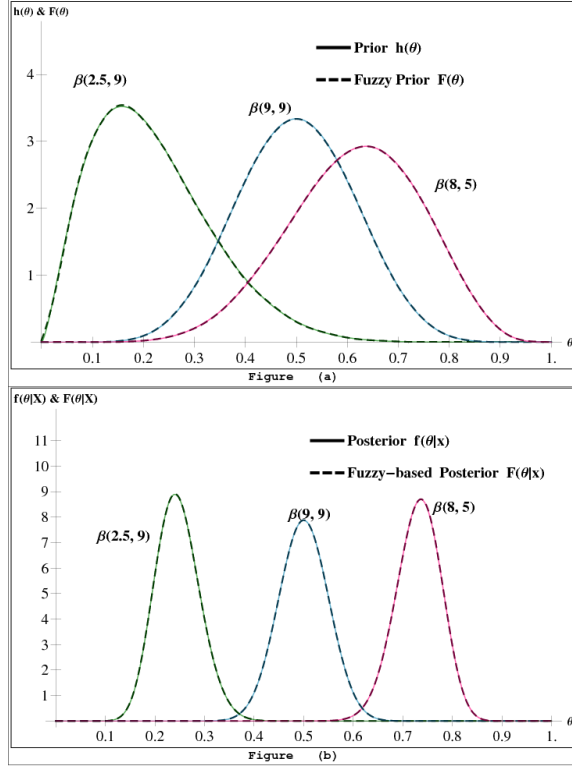 h(θ) & F(θ)
Prior h(θ)
Fuzzy Prior F(θ)
β(2.5, 9)
β(9, 9)
β(8, 5)
4
3
2
1
0.1 0.2 0.3 0.4 0.5 0.6 0.7 0.8 0.9 1. θ
Figure (a)
f(θ|X) & F(θ|X)
Posterior f(θ|x)
Fuzzy-based Posterior F(θ|x)
β(2.5, 9)
β(9, 9)
β(8, 5)
11
10
9
8
7
6
5
4
3
2
1
0.1 0.2 0.3 0.4 0.5 0.6 0.7 0.8 0.9 1. θ
Figure (b)